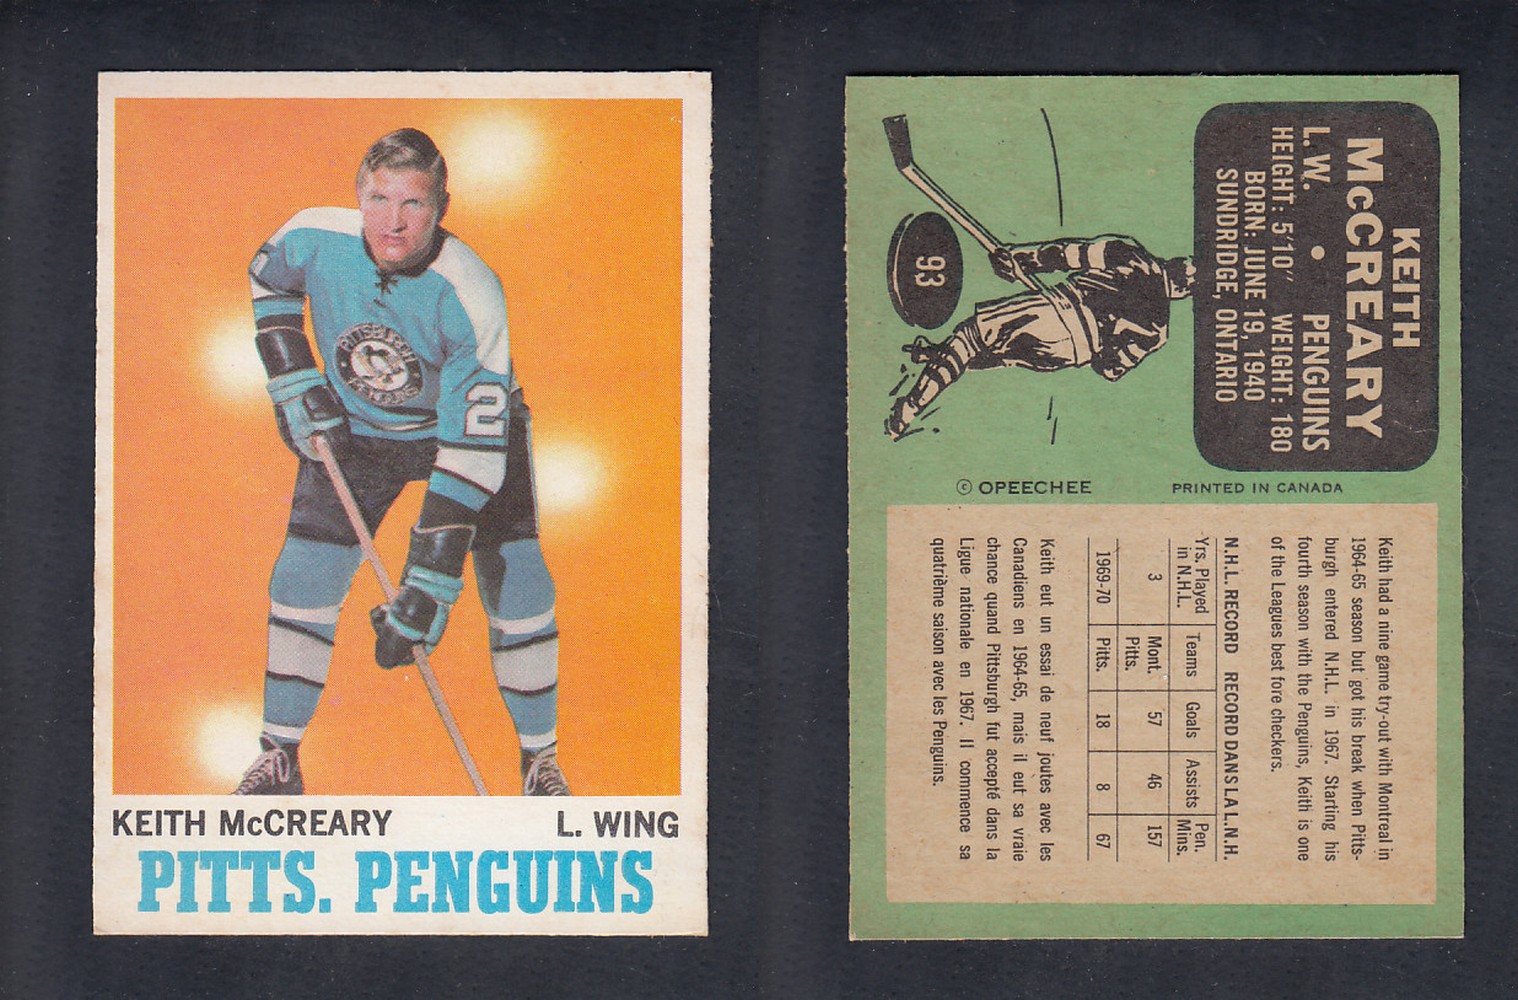 2
PITTSBURGH
PENGUINS
2
KEITH McCREARY L. WING
PITTS. PENGUINS
KEITH
McCREARY
L. W. • PENGUINS
HEIGHT: 5'10" WEIGHT: 180
BORN: JUNE 19, 1940
SUNDRIDGE, ONTARIO
93
© OPEECHEE PRINTED IN CANADA
Keith had a nine game try-out with Montreal in
1964-65 season but got his break when Pitts-
burgh entered N.H.L. in 1967. Starting his
fourth season with the Penguins, Keith is one
of the Leagues best fore checkers.
N.H.L. RECORD RECORD DANS LA L.N.H.
Yrs. Played in N.H.L. Teams Goals Assists Pen. Mins.
3 Mont. Pitts. 57 46 157
1969-70 Pitts. 18 8 67
Keith eut un essai de neuf joutes avec les
Canadiens en 1964-65, mais il eut sa vraie
chance quand Pittsburgh fut accepté dans la
Ligue nationale en 1967. Il commence sa
quatrième saison avec les Penguins.